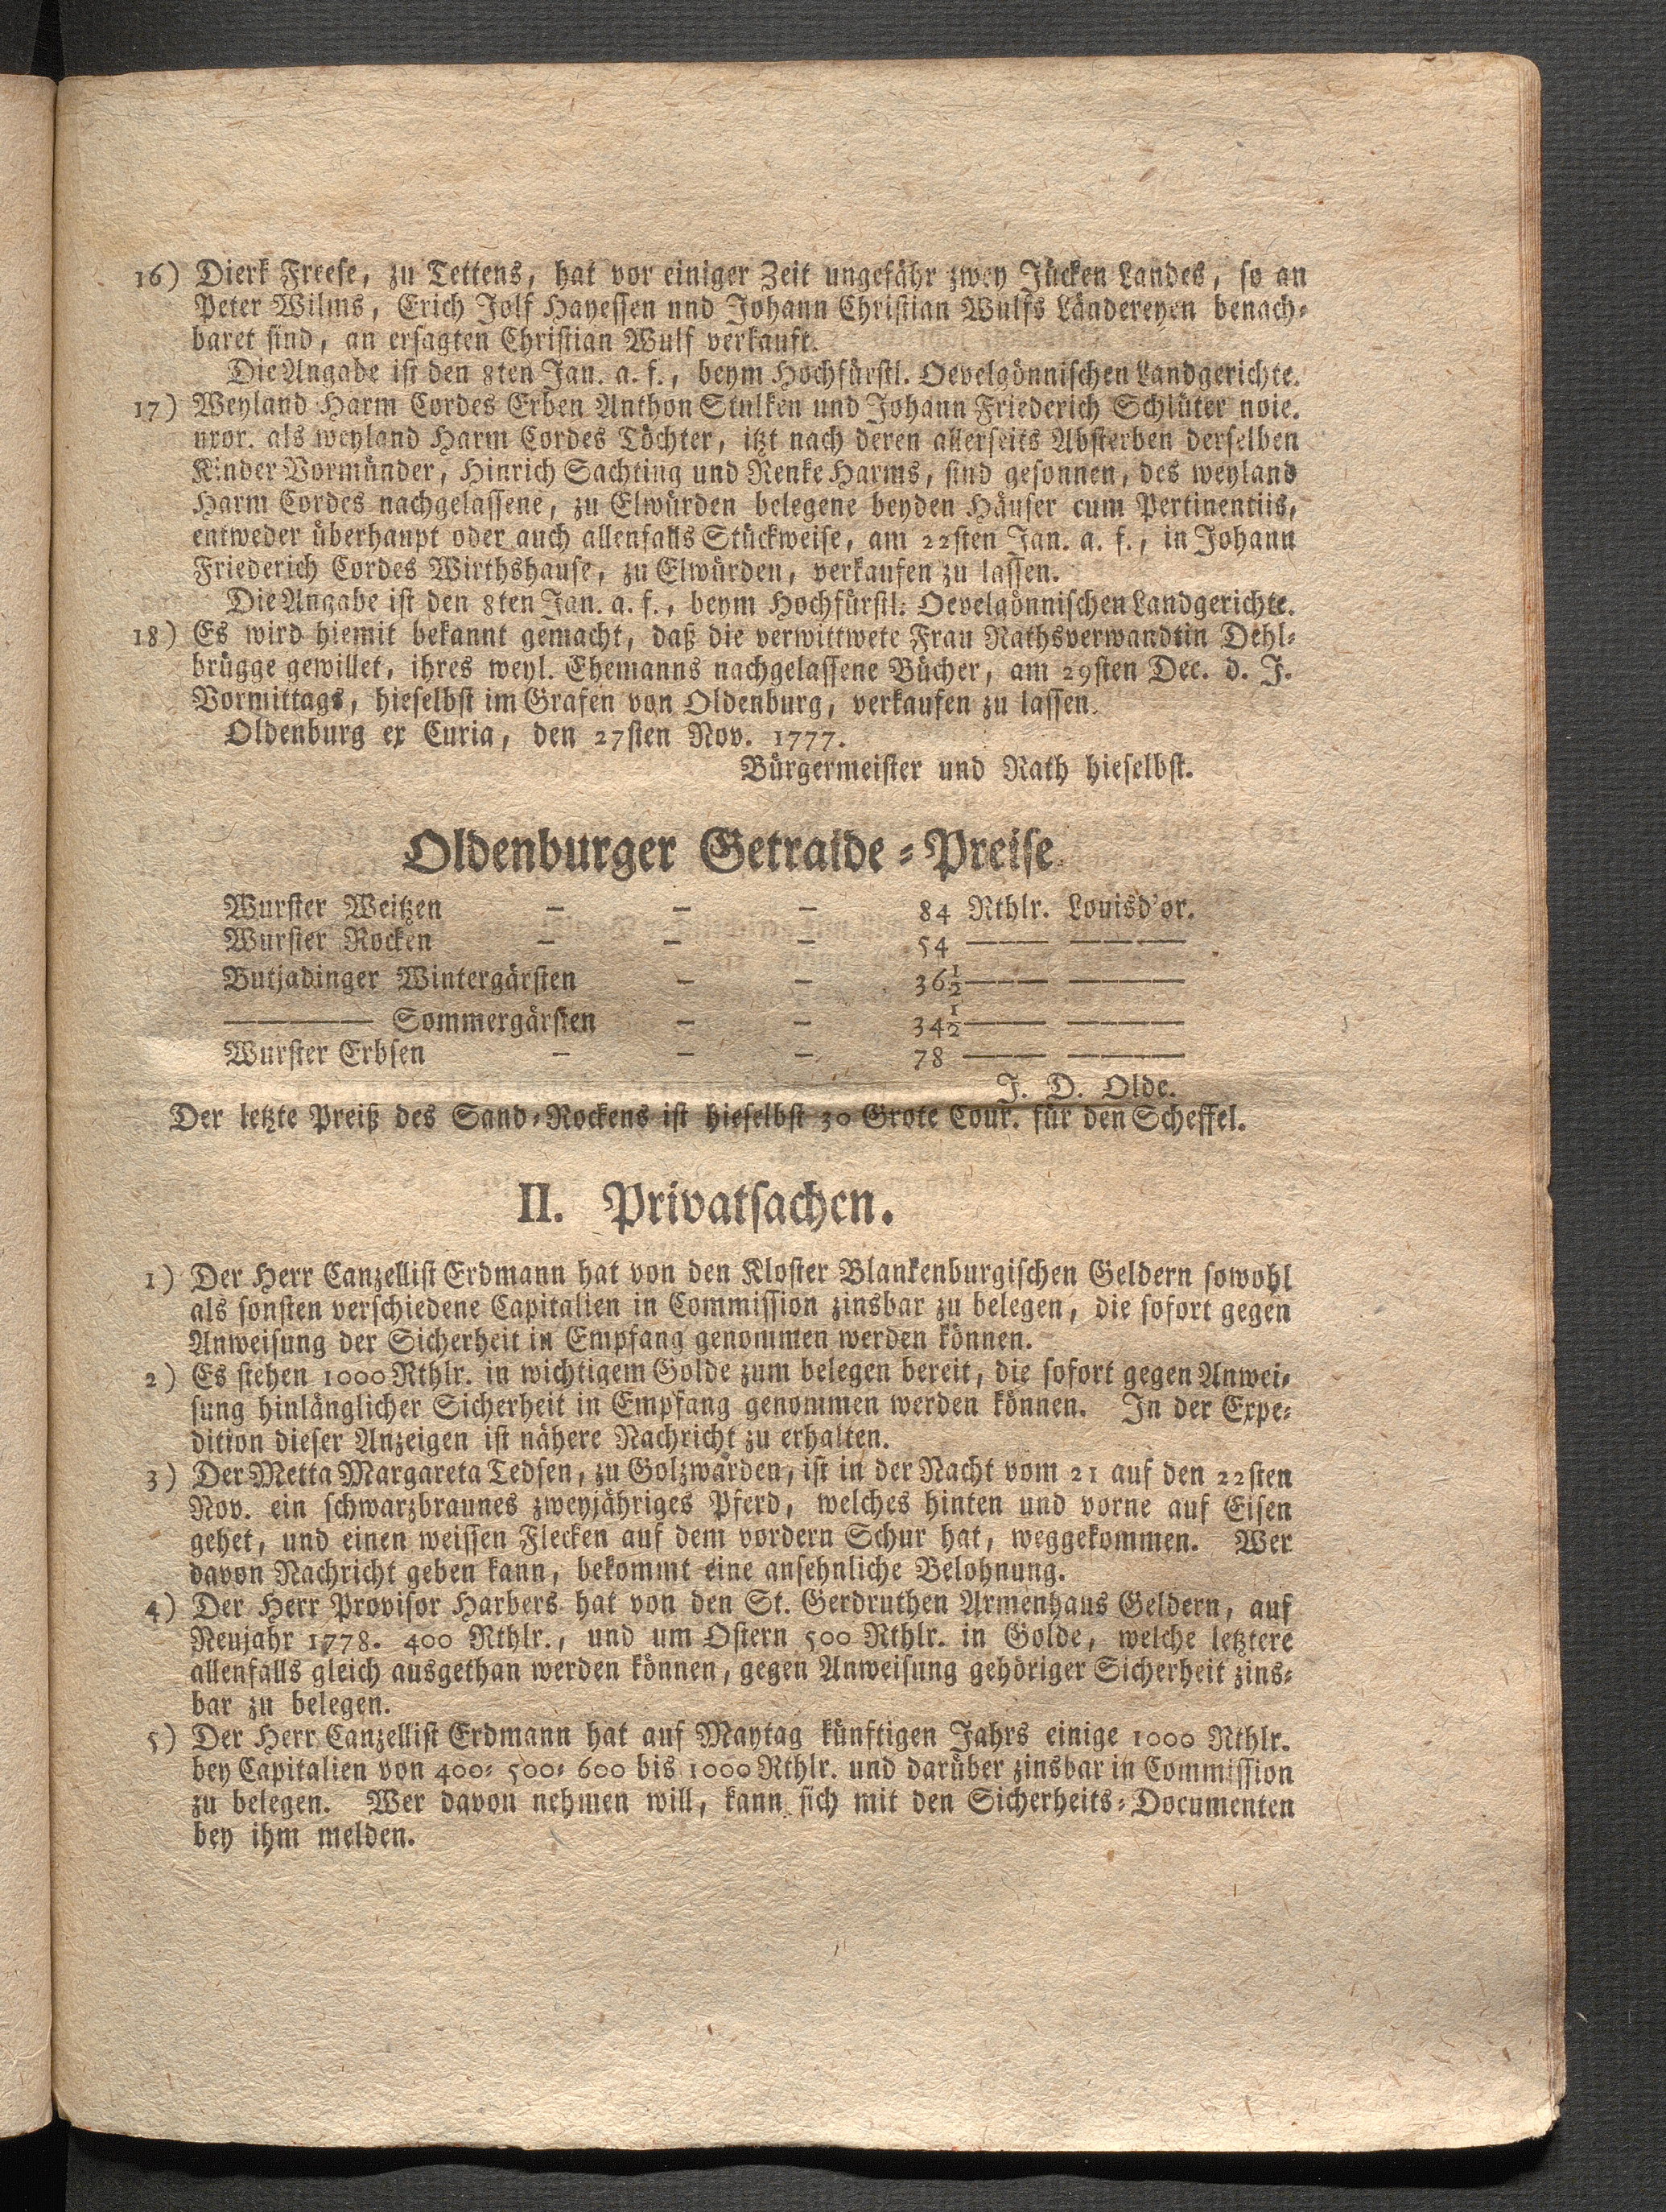 16) Dierk Freese, zu Tettens, hat vor einiger Zeit ungefähr zwey Jücken Landes, so an
Peter Wilms, Erich Jolf Hayessen nnd Johann Christian Wulfs Ländereyen benach-
baret sind, an ersagten Christian Wulf verkauft.
Die Angabe ist den 8ten Jan. a. f., beym Hochfürstl. Oevelgönnischen Landgerichte.
17) Weyland Harm Cordes Erben Anthon Stulken und Johann Friederich Schlüter noie.
uxor. als weyland Harm Cordes Töchter, itzt nach deren allerseits Absterben derselben
Kinder Vormünder, Hinrich Sachting und Renke Harms, sind gesonnen, des weyland
Harm Cordes nachgelassene, zu Elwürden belegene beyden Häuser cum Pertinentiis,
entweder überhaupt oder auch allenfalls Stückweise, am 22sten Jan. a. f., in Johann
Friederich Cordes Wirthshause, zu Elwürden, verkaufen zu lassen.
Die Angabe ist den 8ten Jan. a. f., beym Hochfürstl. Oevelgönnischen Landgerichte.
18) Es wird hiemit bekannt gemacht, daß die verwittwete Frau Rathsverwandtin Dehl-
brügge gewillet, ihres weyl. Ehemanns nachgelassene Bücher, am 29sten Dec. d. J.
Vormittags, hieselbst im Grafen von Oldenburg, verkaufen zu lassen.
Oldenburg ex Curia, den 27sten Nov. 1777.
Bürgermeister und Rath hieselbst.
Oldenburger Getraide-Preise.
Wurster Weitzen – – – 84 Rthlr. Louisd'or.
Wurster Rocken – – – 54 —— ——
Butjadinger Wintergärsten – – 36½ —— ——
———— Sommergärsten – – 34½ —— ——
Wurster Erbsen – – – 78 —— ——
J. D. Olde.
Der letzte Preiß des Sand-Rockens ist hieselbst 30 Grote Cour. für den Scheffel.
II. Privatsachen.
1) Der Herr Canzellist Erdmann hat von den Kloster Blankenburgischen Geldern sowohl
als sonsten verschiedene Capitalien in Commission zinsbar zu belegen, die sofort gegen
Anweisung der Sicherheit in Empfang genommen werden können.
2) Es stehen 1000 Rthlr. in wichtigem Golde zum belegen bereit, die sofort gegen Anwei-
sung hinlänglicher Sicherheit in Empfang genommen werden können. In der Expe-
dition dieser Anzeigen ist nähere Nachricht zu erhalten.
3) Der Metta Margareta Tedsen, zu Golzwarden, ist in der Nacht vom 21 auf den 22sten
Nov. ein schwarzbraunes zweyjähriges Pferd, welches hinten und vorne auf Eisen
gehet, und einen weissen Flecken auf dem vordern Schur hat, weggekommen. Wer
davon Nachricht geben kann, bekommt eine ansehnliche Belohnung.
4) Der Herr Provisor Harbers hat von den St. Gerdruthen Armenhaus Geldern, auf
Neujahr 1778. 400 Rthlr., und um Ostern 500 Rthlr. in Golde, welche letztere
allenfalls gleich ausgethan werden können, gegen Anweisung gehöriger Sicherheit zins-
bar zu belegen.
5) Der Herr Canzellist Erdmann hat auf Maytag künftigen Jahrs einige 1000 Rthlr.
bey Capitalien von 400- 500- 600 bis 1000 Rthlr. und darüber zinsbar in Commission
zu belegen. Wer davon nehmen will, kann sich mit den Sicherheits-Documenten
bey ihm melden.